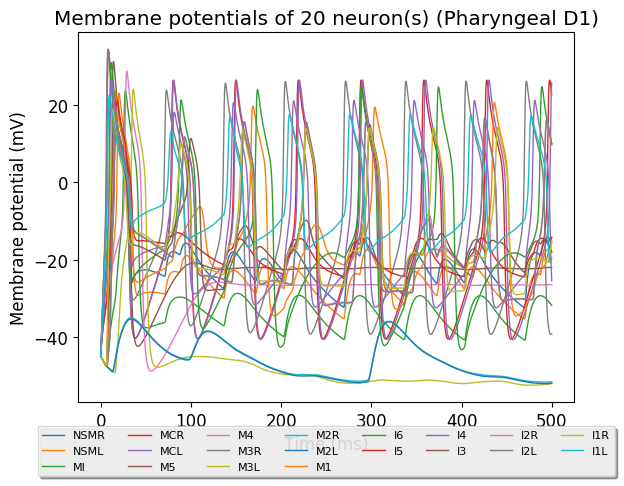 Membrane potentials of 20 neuron(s) (Pharyngeal D1)
Membrane potential (mV)
20
0
−20
−40
0 100 200 300 400 500
Time (ms)
NSMR MCR M4 M2R I6 I4 I2R I1R
NSML MCL M3R M2L I5 I3 I2L I1L
MI M5 M3L M1